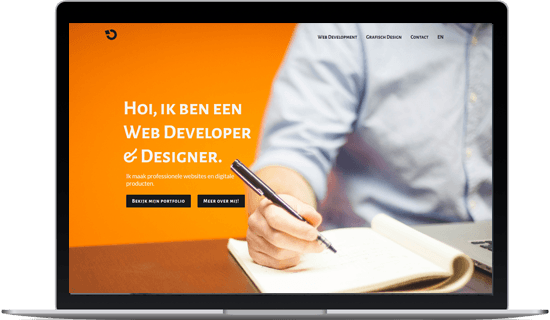 Web Development Grafisch Design Contact EN
Hoi, ik ben een
Web Developer
& Designer.
Ik maak professionele websites en digitale
producten.
Bekijk mijn portfolio Meer over mij!